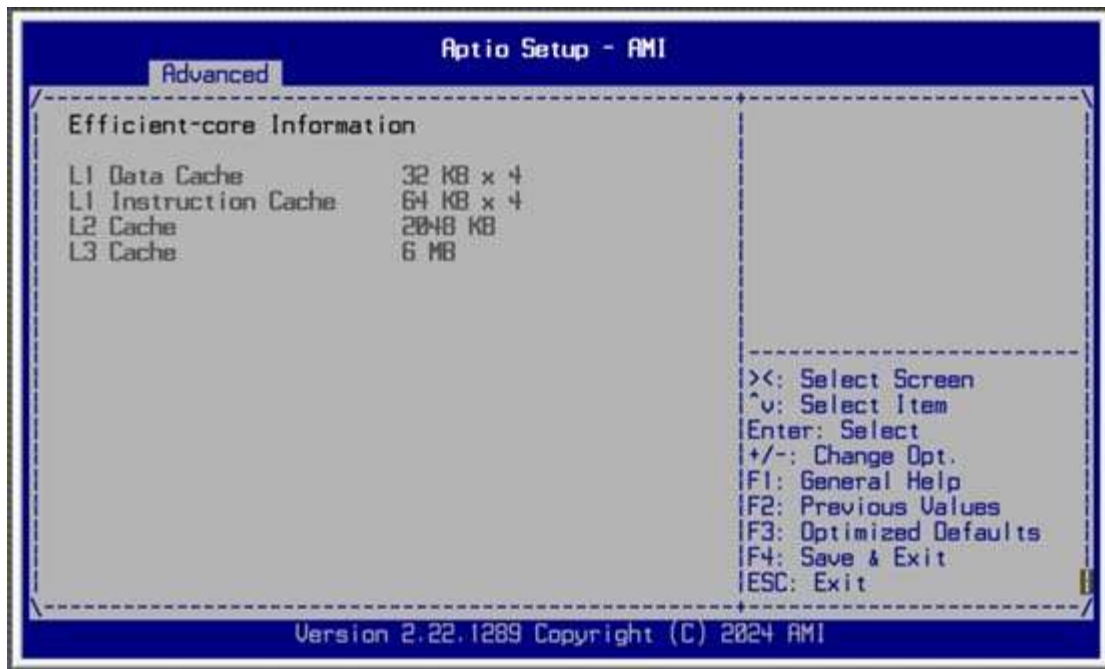 Aptio Setup - AMI
Advanced
Efficient-core Information
L1 Data Cache 32 KB x 4
L1 Instruction Cache 64 KB x 4
L2 Cache 2048 KB
L3 Cache 6 MB
><: Select Screen
^v: Select Item
Enter: Select
+/-: Change Opt.
F1: General Help
F2: Previous Values
F3: Optimized Defaults
F4: Save & Exit
ESC: Exit
Version 2.22.1289 Copyright (C) 2024 AMI